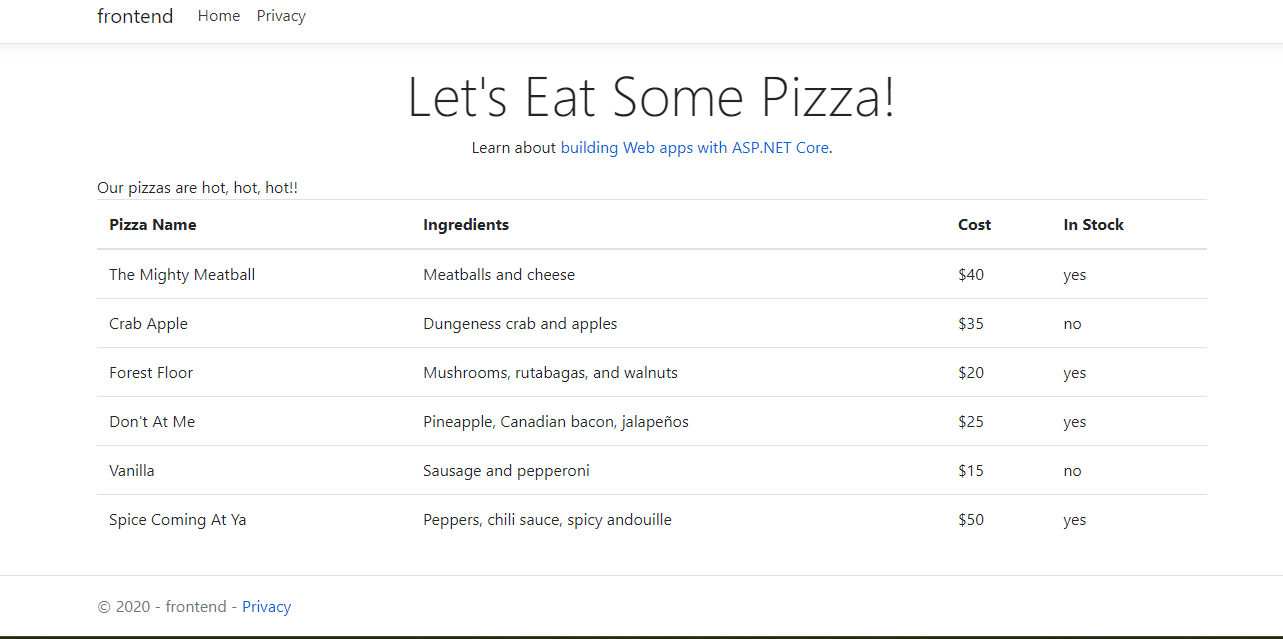 frontend Home Privacy
Let's Eat Some Pizza!
Learn about building Web apps with ASP.NET Core.
Our pizzas are hot, hot, hot!!
Pizza Name Ingredients Cost In Stock
The Mighty Meatball Meatballs and cheese $40 yes
Crab Apple Dungeness crab and apples $35 no
Forest Floor Mushrooms, rutabagas, and walnuts $20 yes
Don't At Me Pineapple, Canadian bacon, jalapeños $25 yes
Vanilla Sausage and pepperoni $15 no
Spice Coming At Ya Peppers, chili sauce, spicy andouille $50 yes
© 2020 - frontend - Privacy